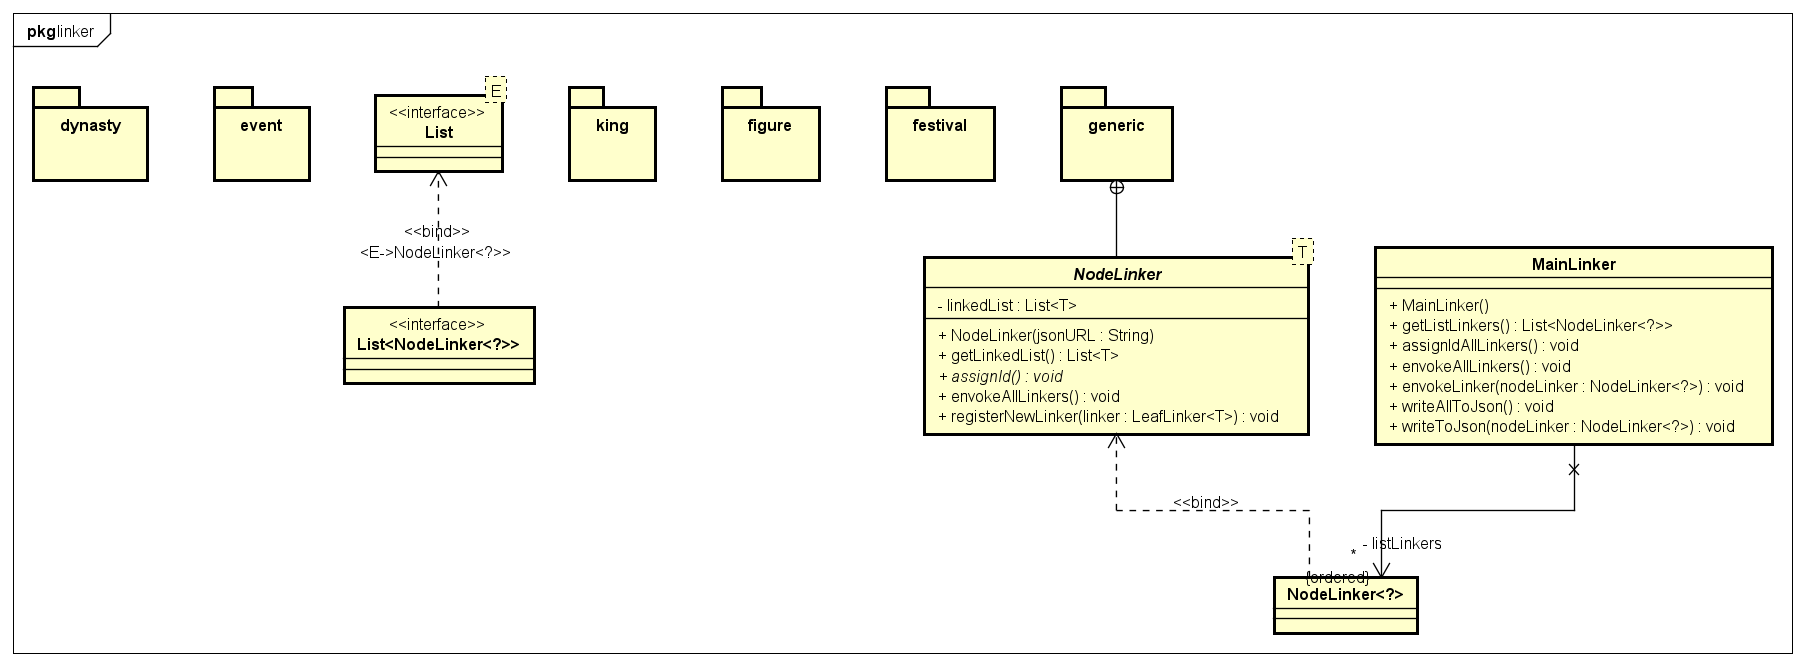 pkg linker
dynasty
event
E
<<interface>>
List
king
figure
festival
generic
<<bind>>
<E->NodeLinker<?>>
<<interface>>
List<NodeLinker<?>>
T
NodeLinker
- linkedList : List<T>
+ NodeLinker(jsonURL : String)
+ getLinkedList() : List<T>
+ assignId() : void
+ envokeAllLinkers() : void
+ registerNewLinker(linker : LeafLinker<T>) : void
MainLinker
+ MainLinker()
+ getListLinkers() : List<NodeLinker<?>>
+ assignIdAllLinkers() : void
+ envokeAllLinkers() : void
+ envokeLinker(nodeLinker : NodeLinker<?>) : void
+ writeAllToJson() : void
+ writeToJson(nodeLinker : NodeLinker<?>) : void
<<bind>>
- listLinkers
*
{ordered}
NodeLinker<?>